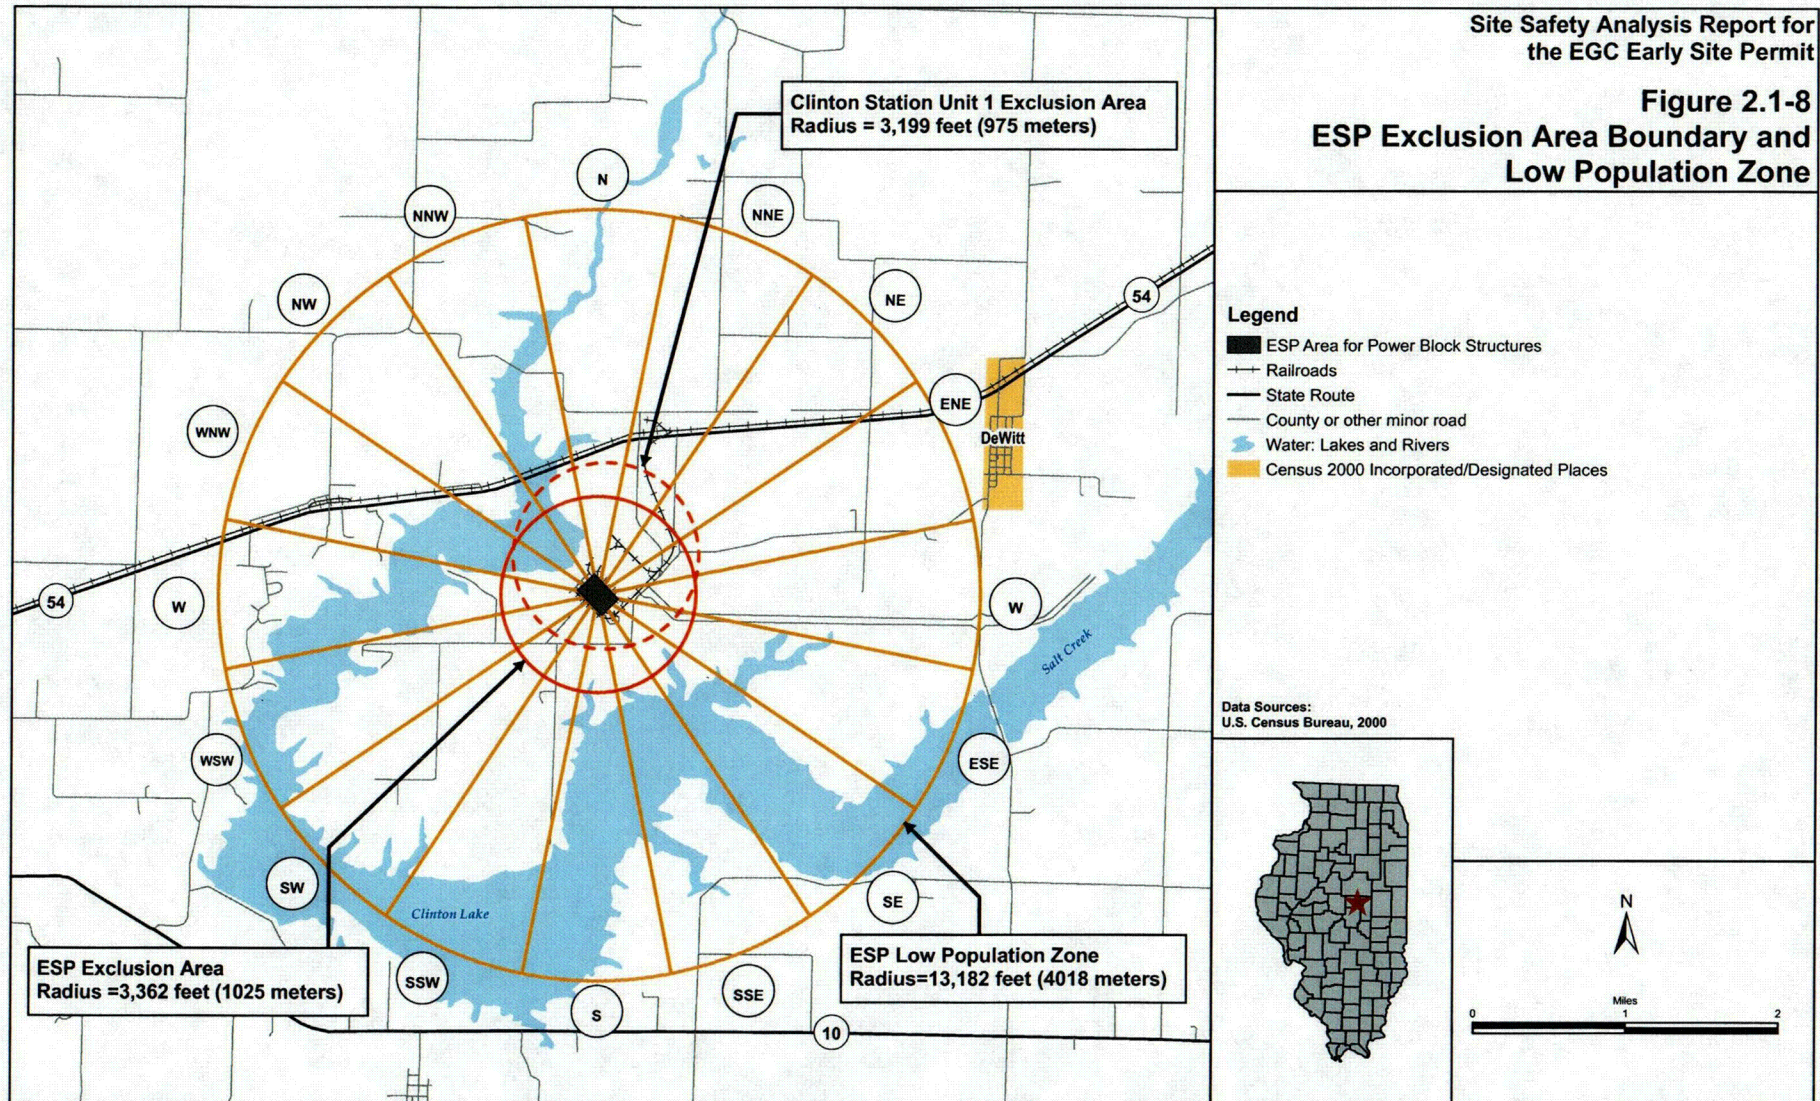 Site Safety Analysis Report for
the EGC Early Site Permit
Figure 2.1-8
ESP Exclusion Area Boundary and
Low Population Zone
Clinton Station Unit 1 Exclusion Area
Radius = 3,199 feet (975 meters)
N
NNW
NNE
NW
NE
54
ENE
WNW
DeWitt
54
W
W
Salt Creek
WSW
ESE
SW
SE
Clinton Lake
ESP Exclusion Area
Radius =3,362 feet (1025 meters)
ESP Low Population Zone
Radius=13,182 feet (4018 meters)
SSW
SSE
S
10
Legend
ESP Area for Power Block Structures
Railroads
State Route
County or other minor road
Water: Lakes and Rivers
Census 2000 Incorporated/Designated Places
Data Sources:
U.S. Census Bureau, 2000
N
Miles
0 1 2